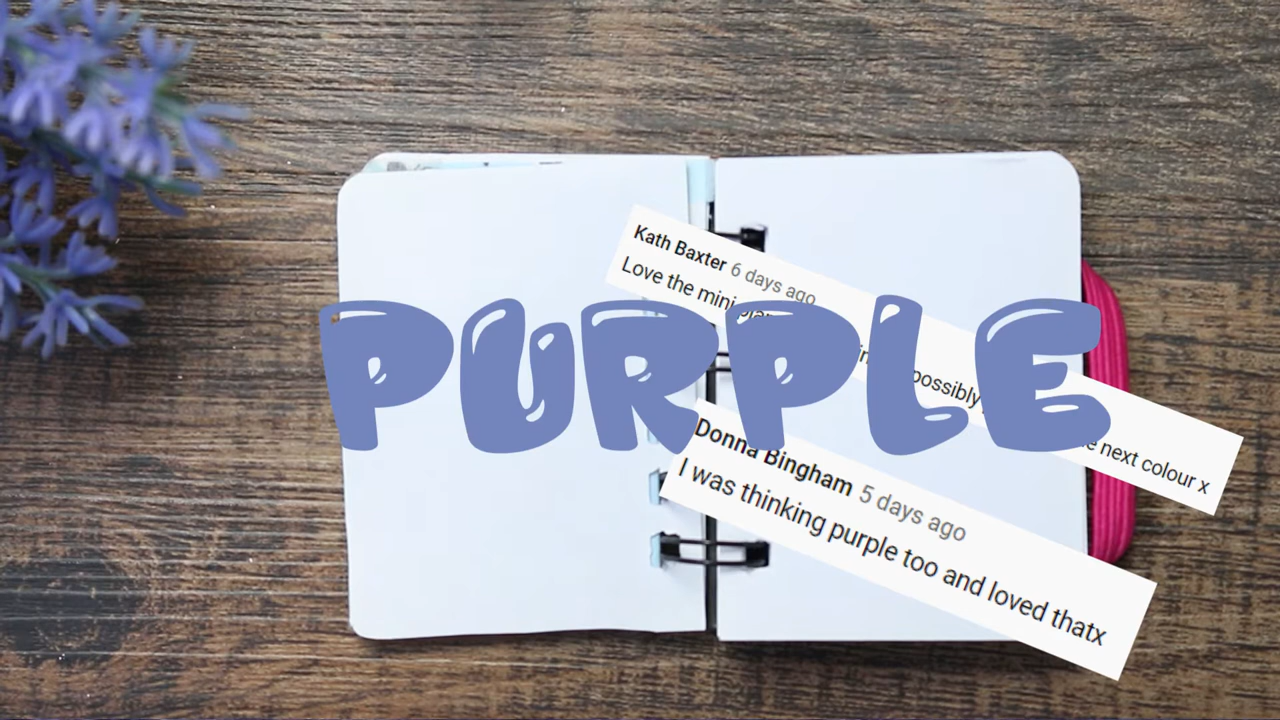 Kath Baxter 6 days ago
Love the mini possibly next colour x
PURPLE
Donna Bingham 5 days ago
I was thinking purple too and loved thatx